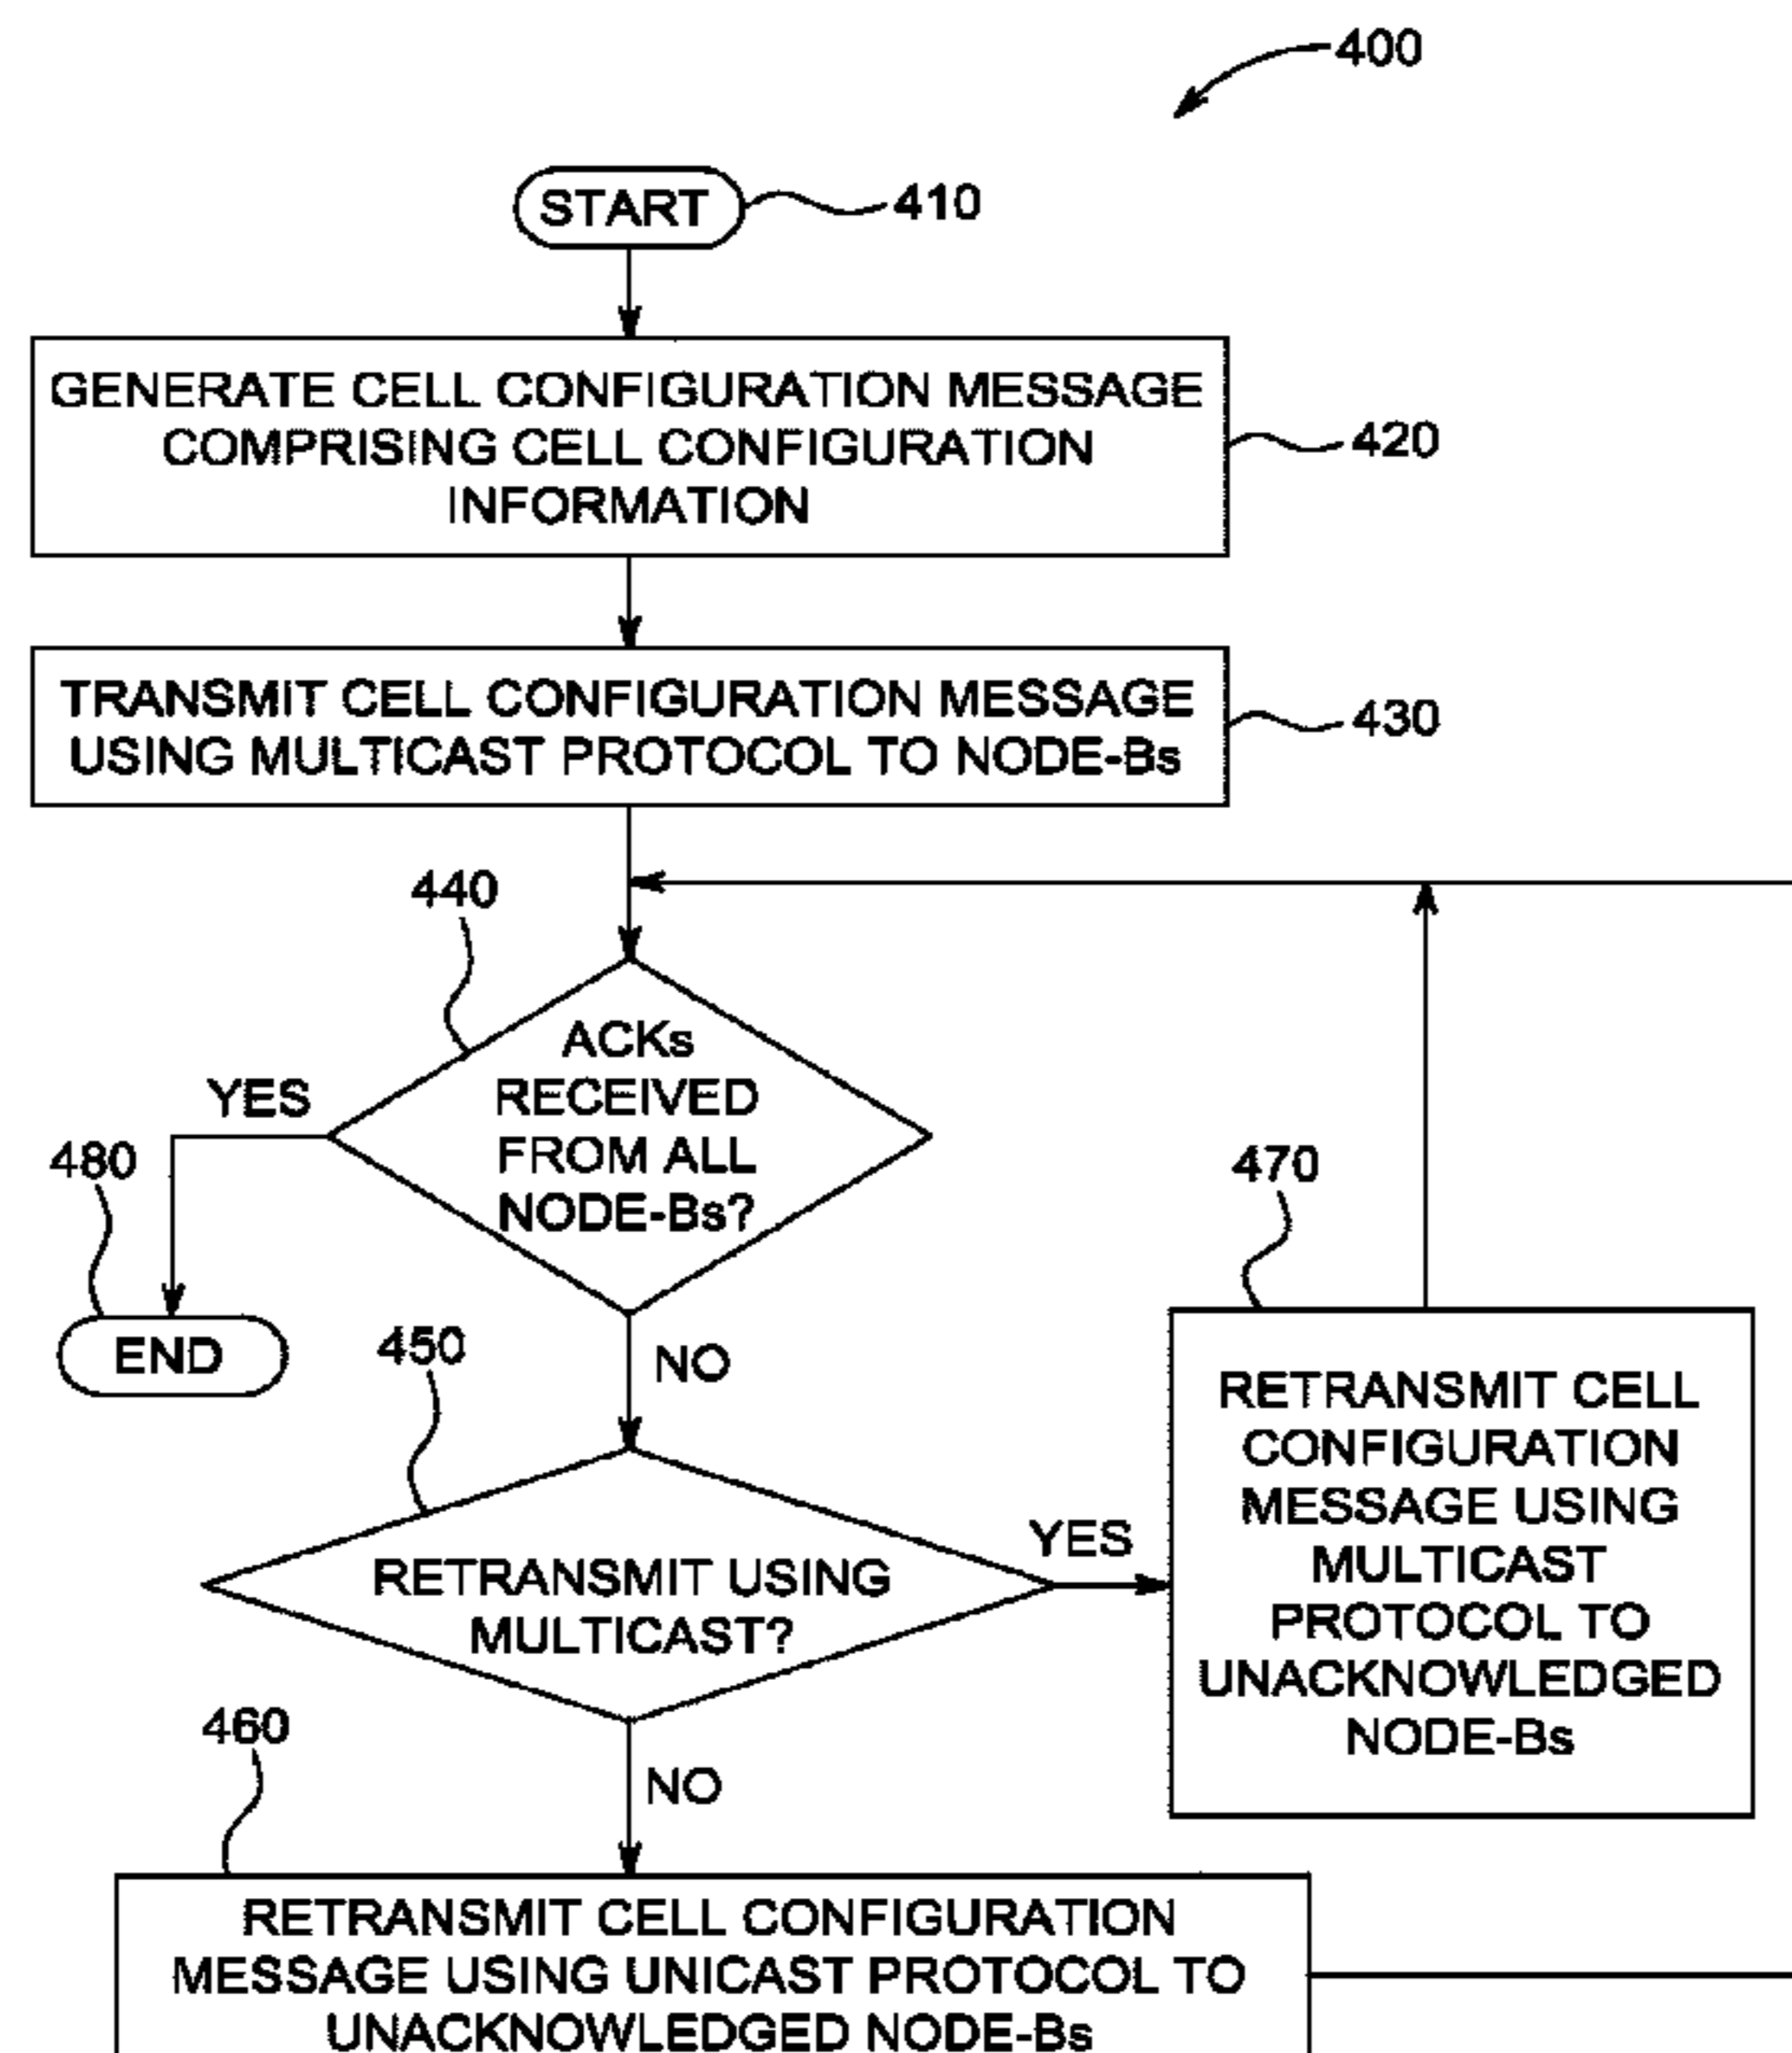 400
START
410
GENERATE CELL CONFIGURATION MESSAGE
COMPRISING CELL CONFIGURATION
INFORMATION
420
TRANSMIT CELL CONFIGURATION MESSAGE
USING MULTICAST PROTOCOL TO NODE-Bs
430
440
ACKs
RECEIVED
FROM ALL
NODE-Bs?
YES
480
END
NO
450
RETRANSMIT USING
MULTICAST?
YES
470
RETRANSMIT CELL
CONFIGURATION
MESSAGE USING
MULTICAST
PROTOCOL TO
UNACKNOWLEDGED
NODE-Bs
NO
460
RETRANSMIT CELL CONFIGURATION
MESSAGE USING UNICAST PROTOCOL TO
UNACKNOWLEDGED NODE-Bs